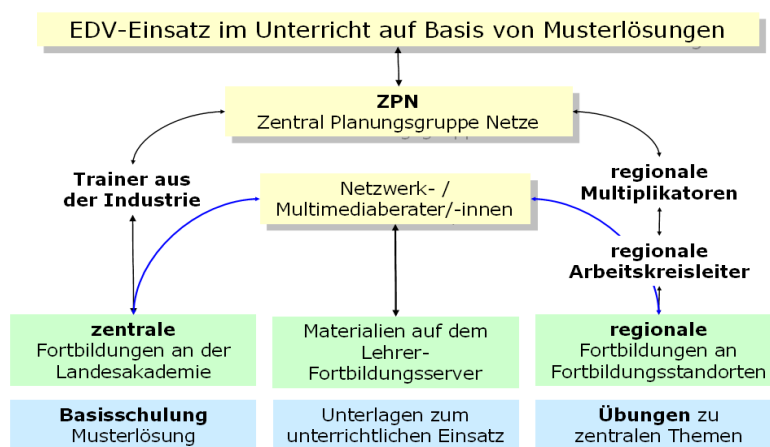 EDV-Einsatz im Unterricht auf Basis von Musterlösungen
ZPN
Zentral Planungsgruppe Netze
Trainer aus
der Industrie
Netzwerk- /
Multimediaberater/-innen
regionale
Multiplikatoren
regionale
Arbeitskreisleiter
zentrale
Fortbildungen an der
Landesakademie
Materialien auf dem
Lehrer-
Fortbildungsserver
regionale
Fortbildungen an
Fortbildungsstandorten
Basisschulung
Musterlösung
Unterlagen zum
unterrichtlichen Einsatz
Übungen zu
zentralen Themen